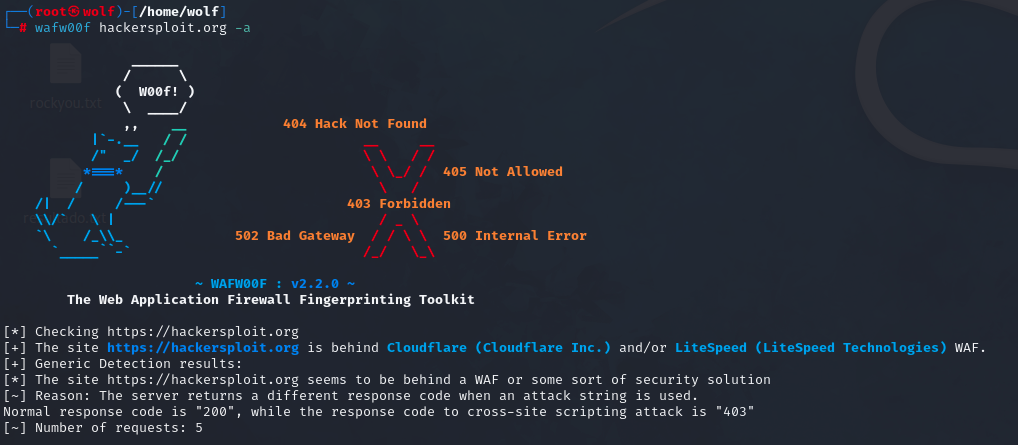 ┌──(root㉿wolf)-[/home/wolf]
└─# wafw00f hackersploit.org -a
W00f!
404 Hack Not Found
405 Not Allowed
403 Forbidden
502 Bad Gateway 500 Internal Error
~ WAFW00F : v2.2.0 ~
The Web Application Firewall Fingerprinting Toolkit
[*] Checking https://hackersploit.org
[+] The site https://hackersploit.org is behind Cloudflare (Cloudflare Inc.) and/or LiteSpeed (LiteSpeed Technologies) WAF.
[+] Generic Detection results:
[*] The site https://hackersploit.org seems to be behind a WAF or some sort of security solution
[~] Reason: The server returns a different response code when an attack string is used.
Normal response code is "200", while the response code to cross-site scripting attack is "403"
[~] Number of requests: 5
rockyou.txt